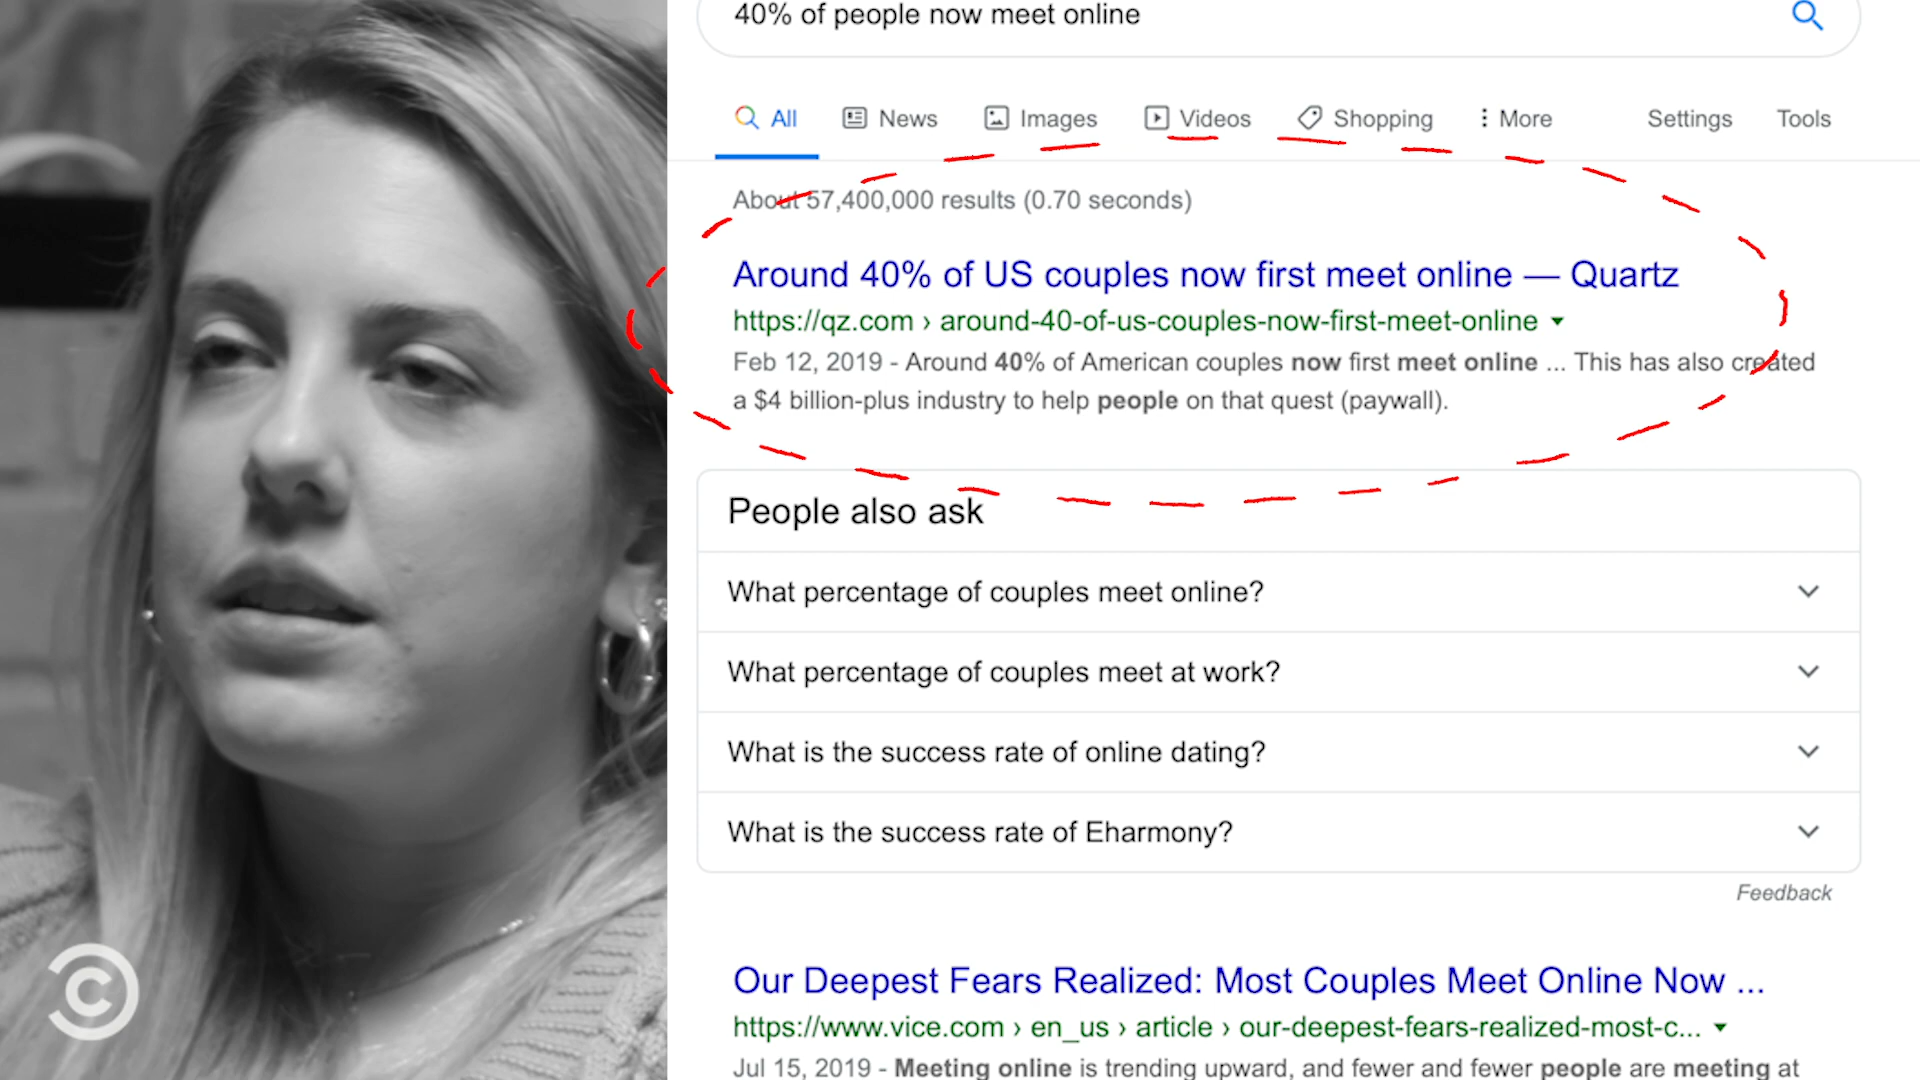 40% of people now meet online
All News Images Videos Shopping More Settings Tools
About 57,400,000 results (0.70 seconds)
Around 40% of US couples now first meet online — Quartz
https://qz.com › around-40-of-us-couples-now-first-meet-online
Feb 12, 2019 - Around 40% of American couples now first meet online ... This has also created
a $4 billion-plus industry to help people on that quest (paywall).
People also ask
What percentage of couples meet online?
What percentage of couples meet at work?
What is the success rate of online dating?
What is the success rate of Eharmony?
Feedback
Our Deepest Fears Realized: Most Couples Meet Online Now ...
https://www.vice.com › en_us › article › our-deepest-fears-realized-most-c...
Jul 15, 2019 - Meeting online is trending upward, and fewer and fewer people are meeting at